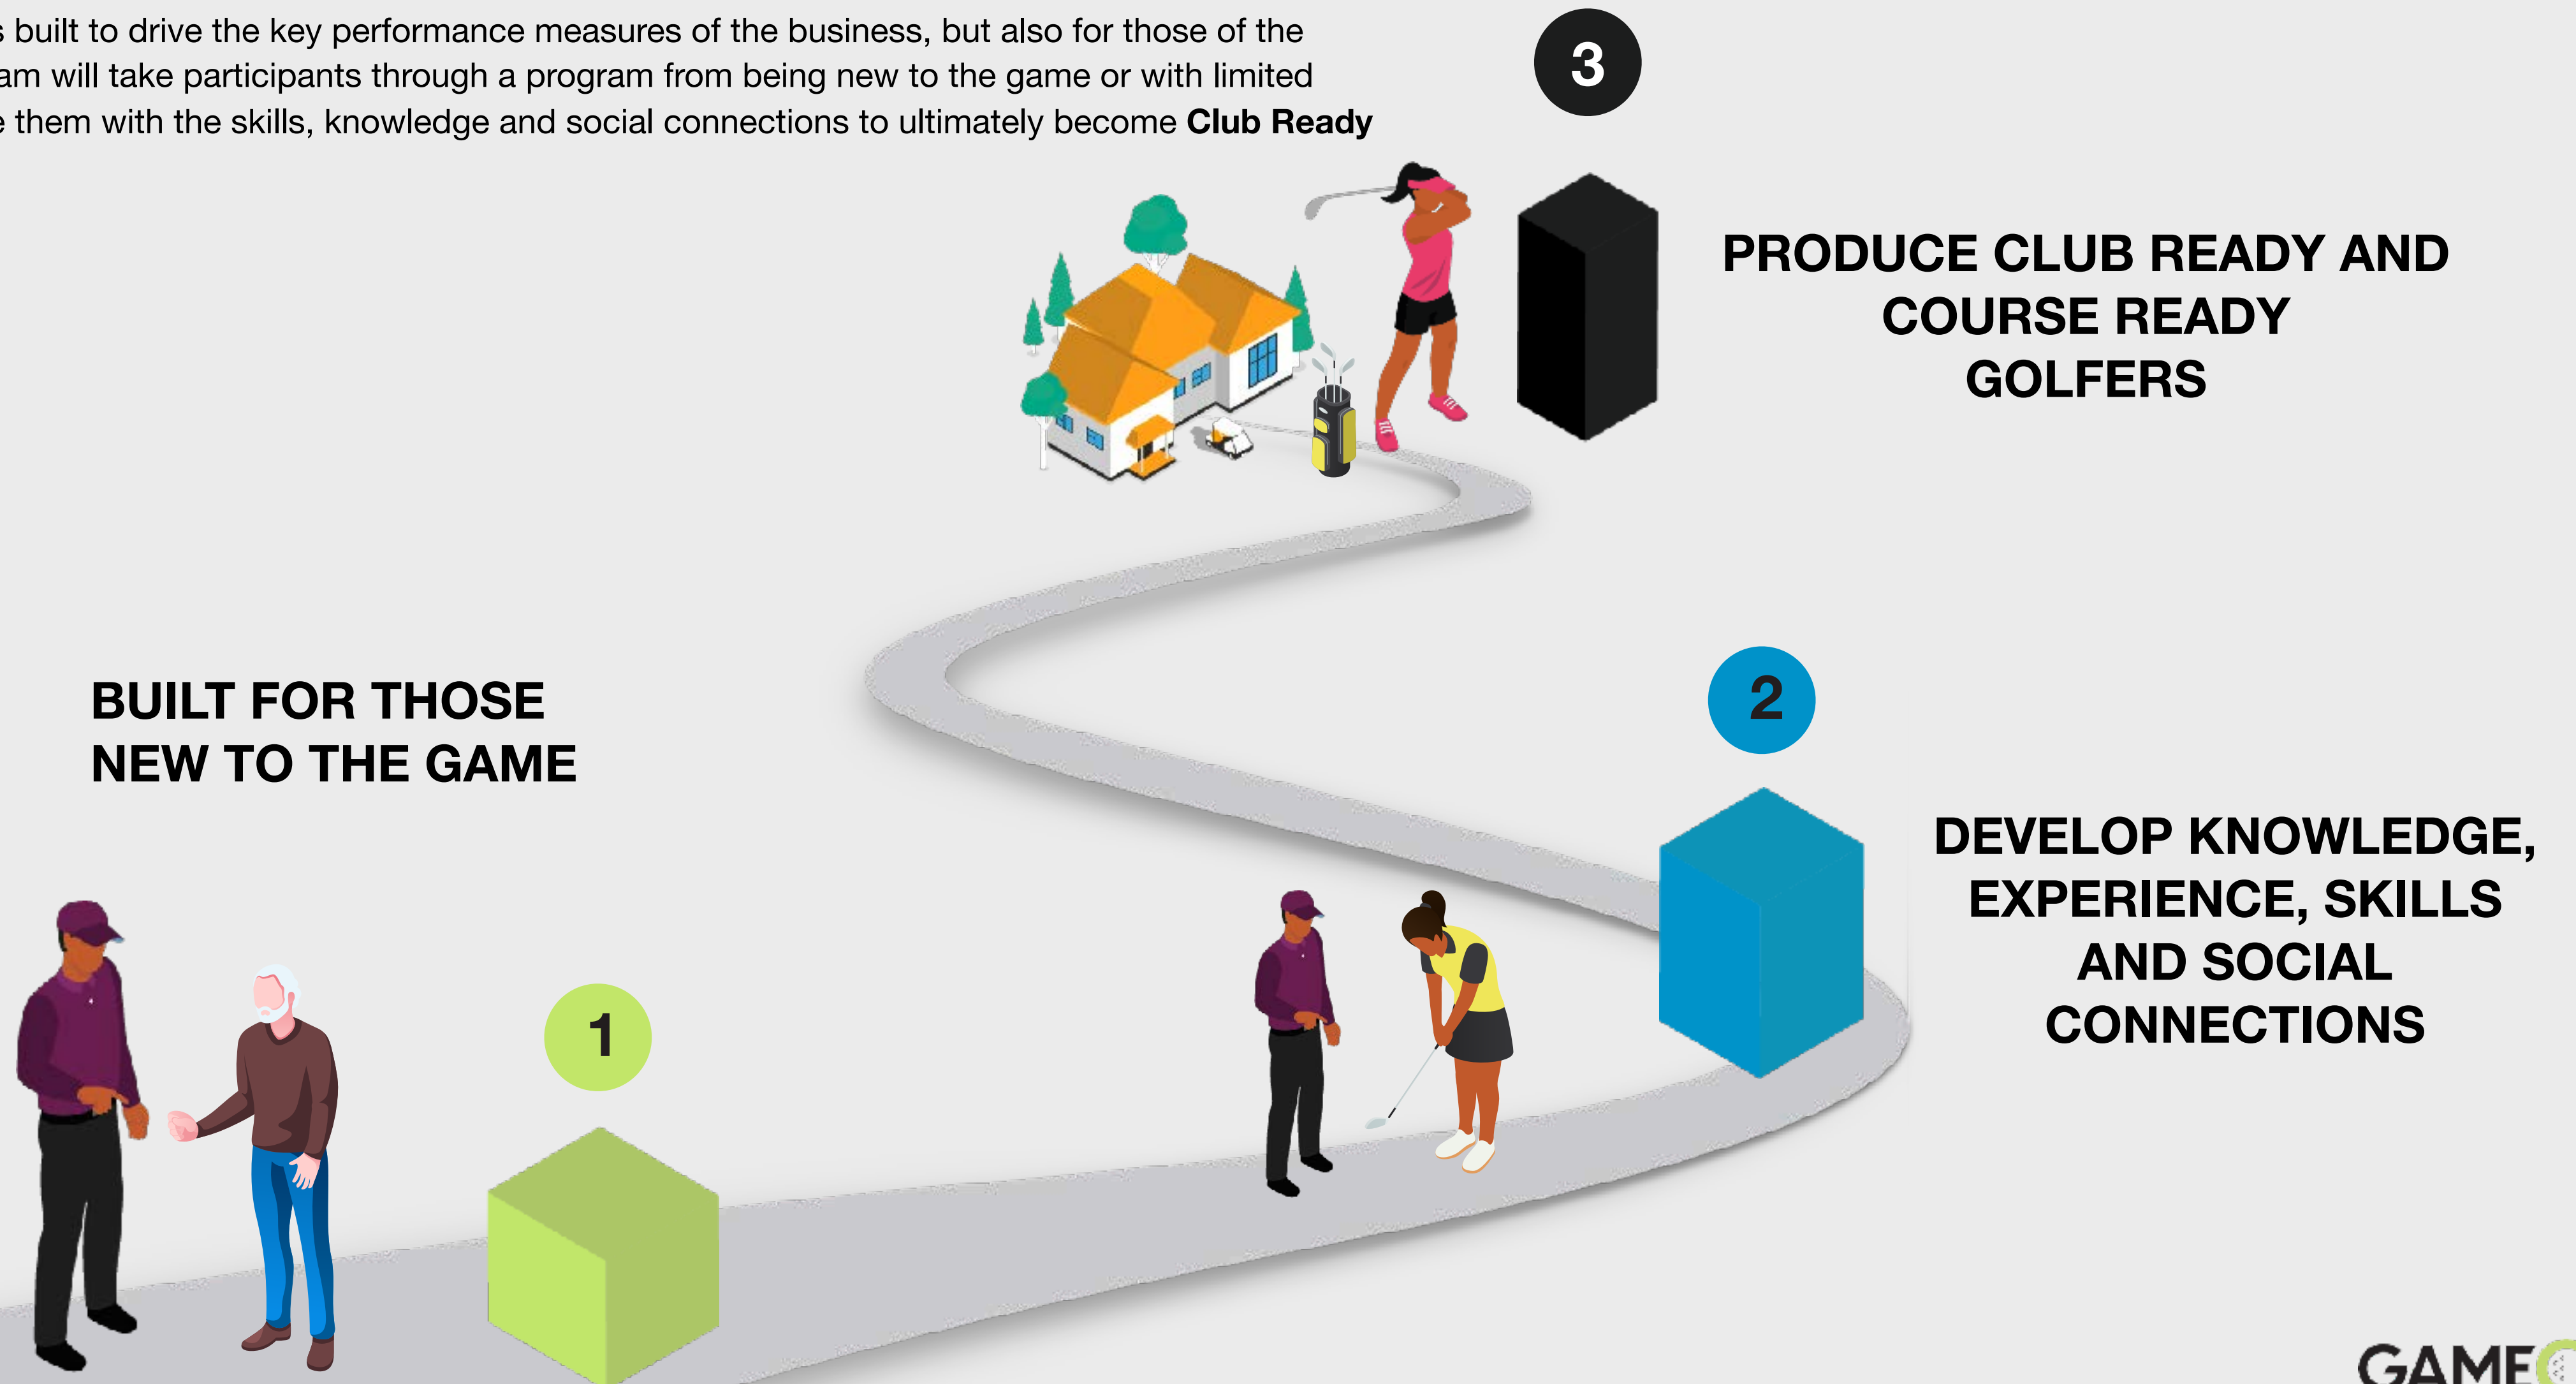 built to drive the key performance measures of the business, but also for those of the
will take participants through a program from being new to the game or with limited
them with the skills, knowledge and social connections to ultimately become Club Ready
3
PRODUCE CLUB READY AND
COURSE READY
GOLFERS
BUILT FOR THOSE
NEW TO THE GAME
2
DEVELOP KNOWLEDGE,
EXPERIENCE, SKILLS
AND SOCIAL
CONNECTIONS
1
GAME